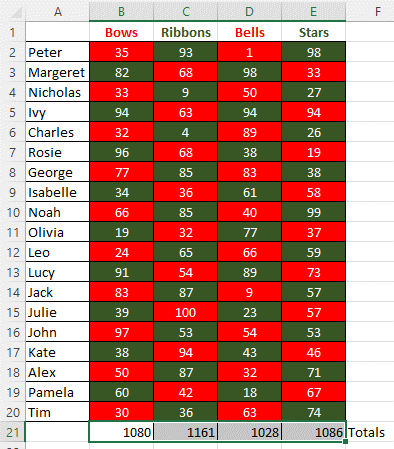 A B C D E F
1 Bows Ribbons Bells Stars
2 Peter 35 93 1 98
3 Margeret 82 68 98 33
4 Nicholas 33 9 50 27
5 Ivy 94 63 94 94
6 Charles 32 4 89 26
7 Rosie 96 68 38 19
8 George 77 85 83 38
9 Isabelle 34 36 61 58
10 Noah 66 85 40 99
11 Olivia 19 32 77 37
12 Leo 24 65 66 59
13 Lucy 91 54 89 73
14 Jack 83 87 9 57
15 Julie 39 100 23 57
16 John 97 53 54 53
17 Kate 38 94 43 46
18 Alex 50 87 32 71
19 Pamela 60 42 18 67
20 Tim 30 36 63 74
21 1080 1161 1028 1086 Totals